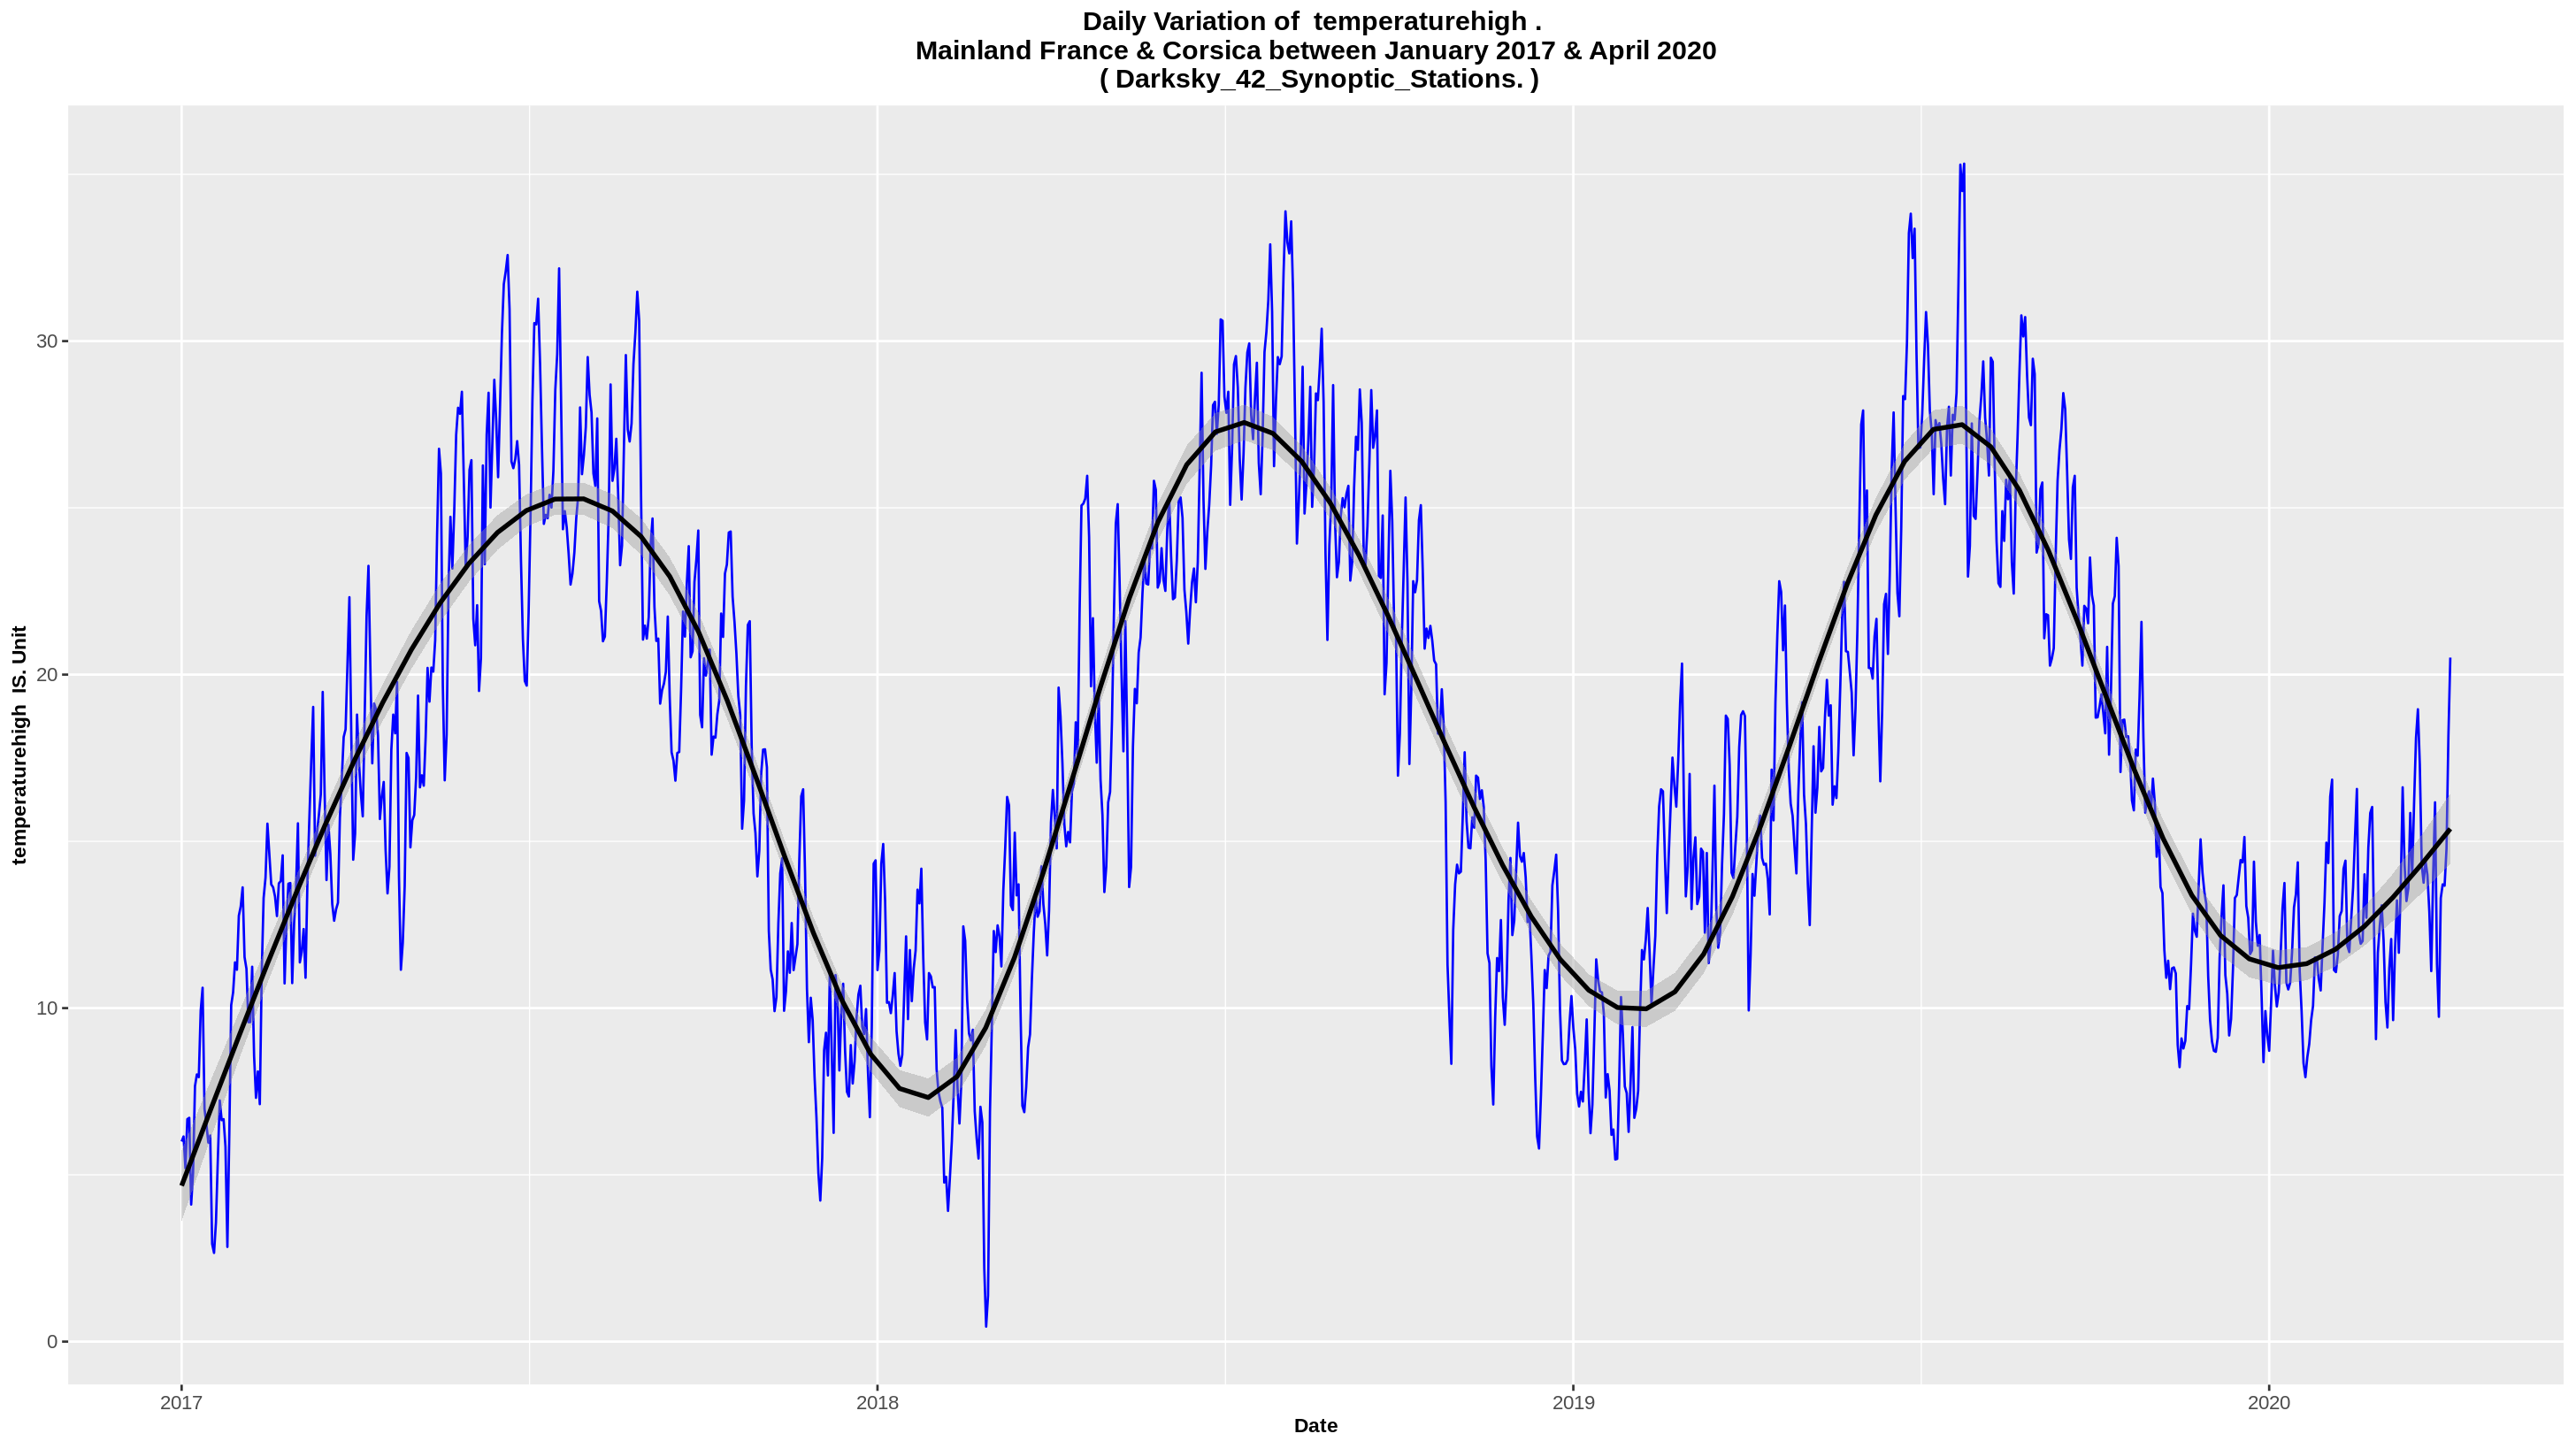 Daily Variation of  temperaturehigh .
Mainland France & Corsica between January 2017 & April 2020
( Darksky_42_Synoptic_Stations. )
temperaturehigh  IS. Unit
30
20
10
0
2017
2018
2019
2020
Date